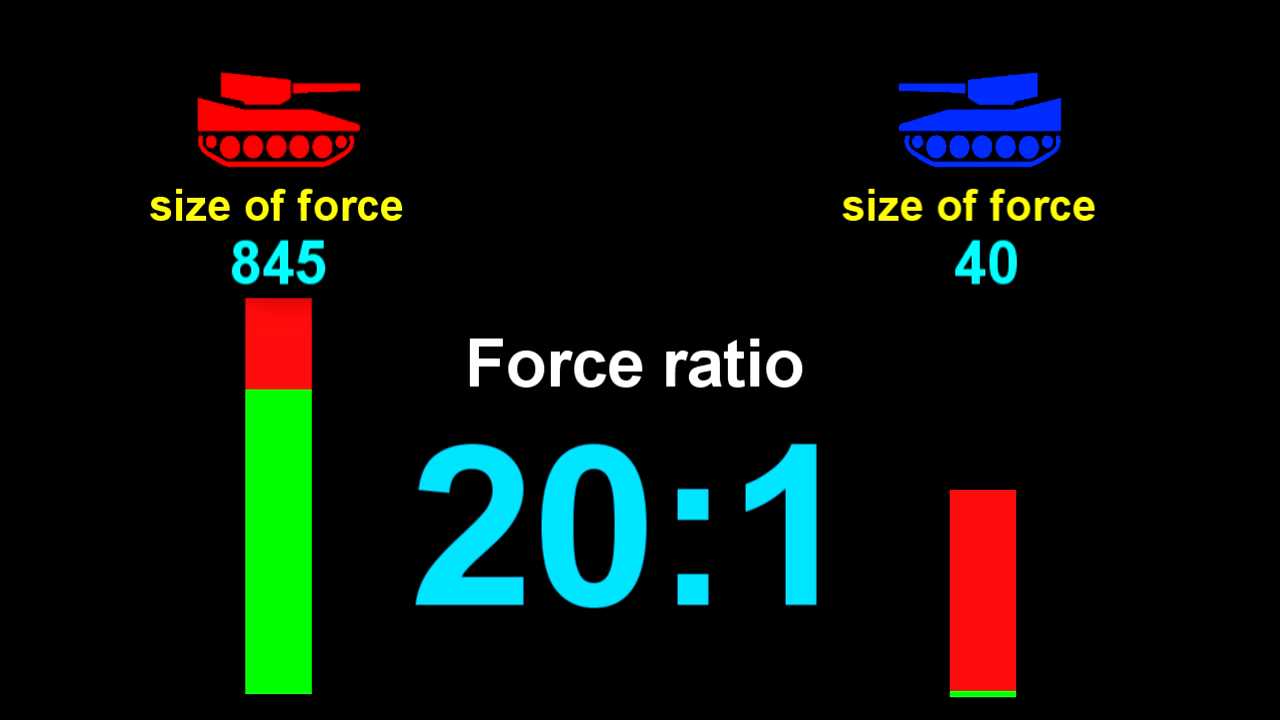 size of force
845
size of force
40
Force ratio
20:1